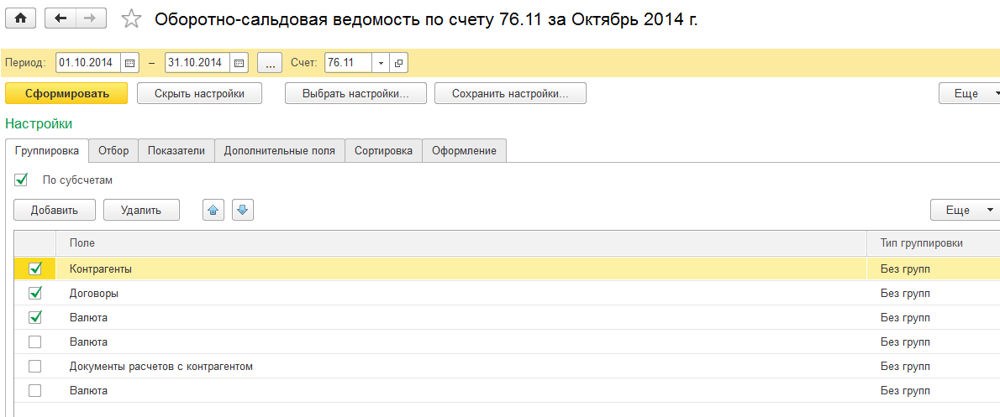 Оборотно-сальдовая ведомость по счету 76.11 за Октябрь 2014 г.
Период: 01.10.2014 – 31.10.2014 ... Счет: 76.11
Сформировать Скрыть настройки Выбрать настройки... Сохранить настройки... Еще
Настройки
Группировка Отбор Показатели Дополнительные поля Сортировка Оформление
По субсчетам
Добавить Удалить Еще
Поле Тип группировки
Контрагенты Без групп
Договоры Без групп
Валюта Без групп
Валюта Без групп
Документы расчетов с контрагентом Без групп
Валюта Без групп